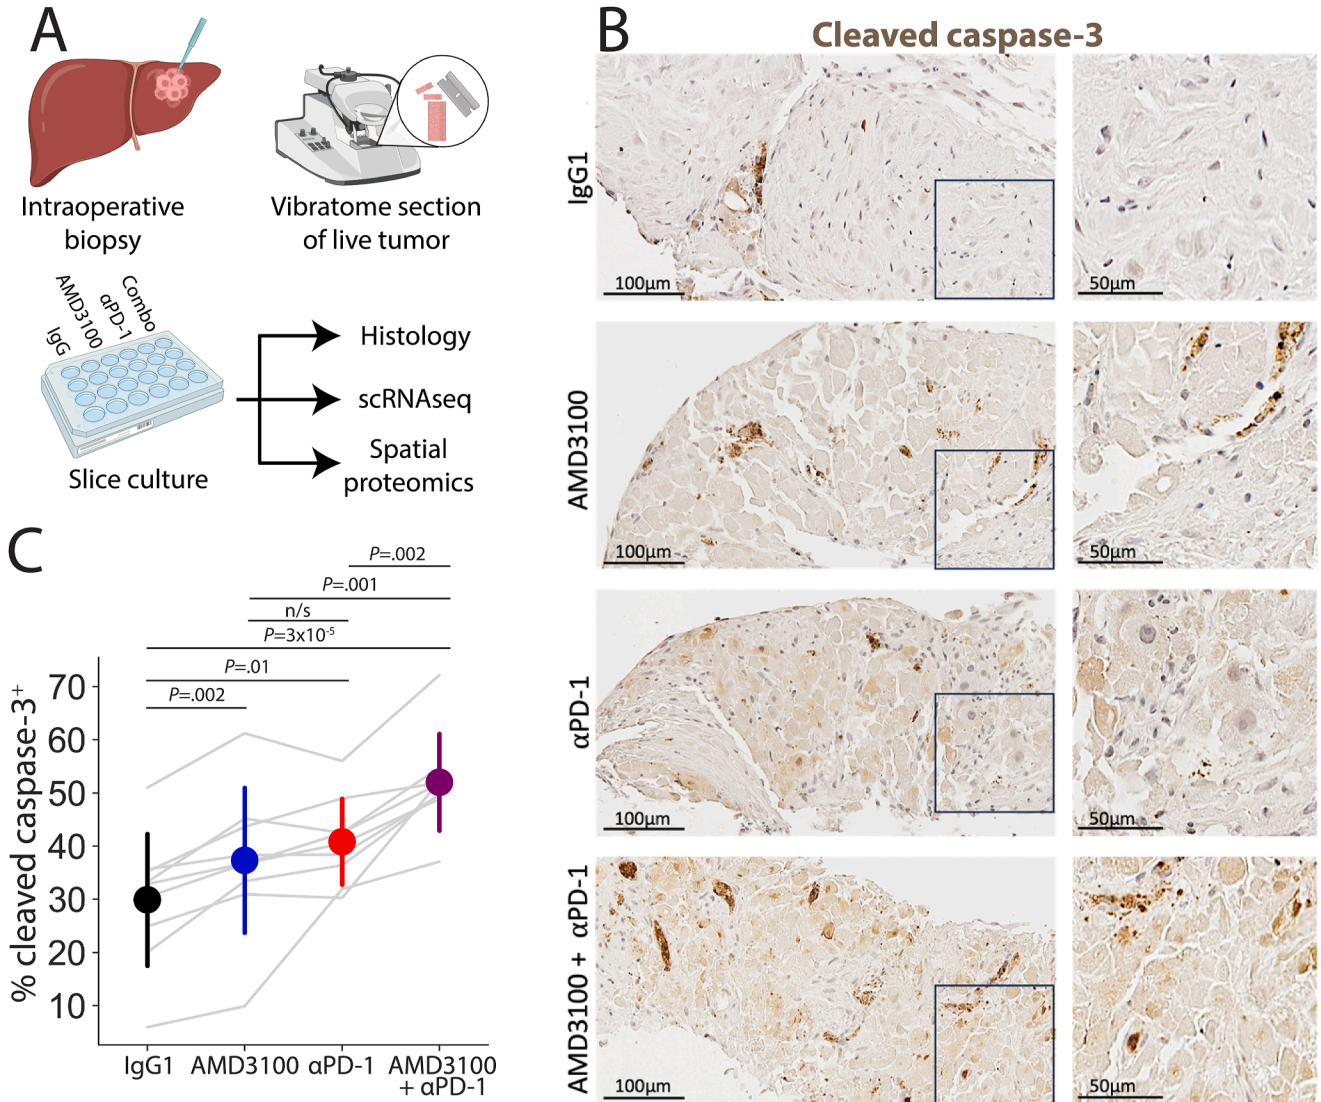 A
Intraoperative
biopsy
Vibratome section
of live tumor
IgG
AMD3100
αPD-1
Combo
Slice culture
Histology
scRNAseq
Spatial
proteomics
B
Cleaved caspase-3
IgG1
100µm
50µm
AMD3100
100µm
50µm
αPD-1
100µm
50µm
AMD3100 + αPD-1
100µm
50µm
C
P=.002
P=.001
n/s
P=3x10⁻⁵
P=.01
P=.002
% cleaved caspase-3⁺
70
60
50
40
30
20
10
IgG1
AMD3100
αPD-1
AMD3100
+ αPD-1